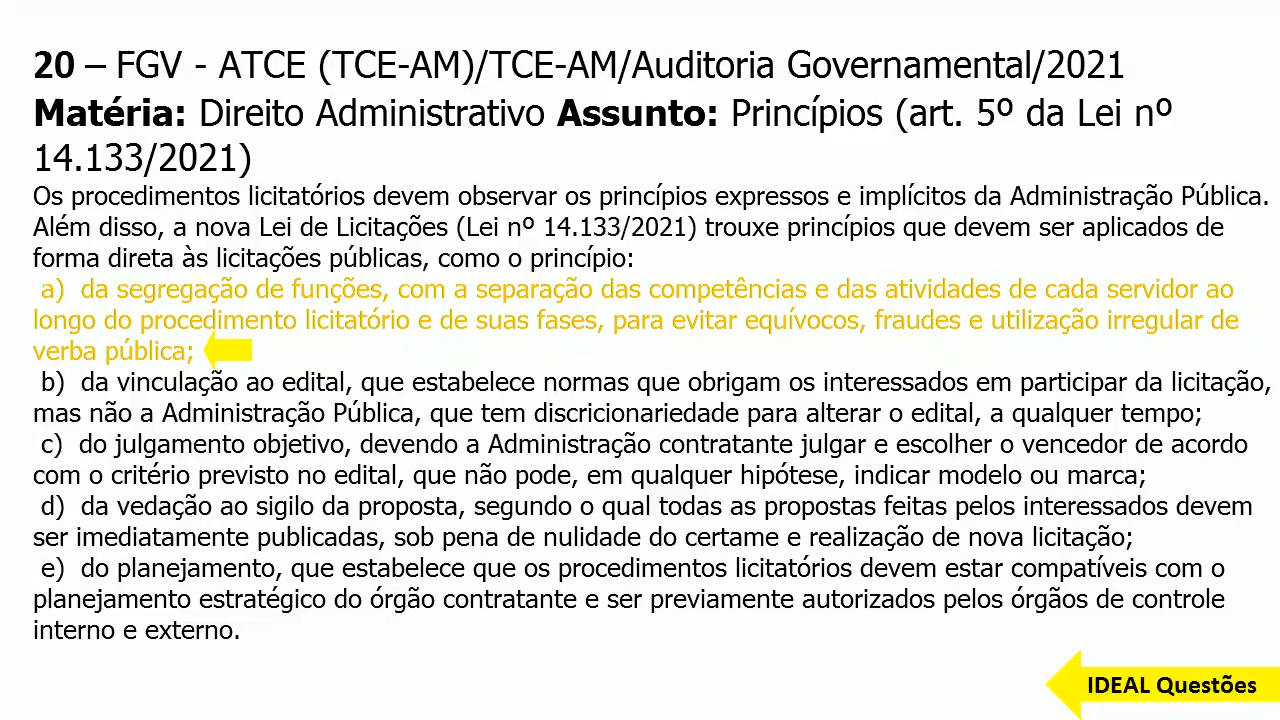 20 – FGV - ATCE (TCE-AM)/TCE-AM/Auditoria Governamental/2021
Matéria: Direito Administrativo Assunto: Princípios (art. 5º da Lei nº
14.133/2021)
Os procedimentos licitatórios devem observar os princípios expressos e implícitos da Administração Pública.
Além disso, a nova Lei de Licitações (Lei nº 14.133/2021) trouxe princípios que devem ser aplicados de
forma direta às licitações públicas, como o princípio:
a) da segregação de funções, com a separação das competências e das atividades de cada servidor ao
longo do procedimento licitatório e de suas fases, para evitar equívocos, fraudes e utilização irregular de
verba pública;
b) da vinculação ao edital, que estabelece normas que obrigam os interessados em participar da licitação,
mas não a Administração Pública, que tem discricionariedade para alterar o edital, a qualquer tempo;
c) do julgamento objetivo, devendo a Administração contratante julgar e escolher o vencedor de acordo
com o critério previsto no edital, que não pode, em qualquer hipótese, indicar modelo ou marca;
d) da vedação ao sigilo da proposta, segundo o qual todas as propostas feitas pelos interessados devem
ser imediatamente publicadas, sob pena de nulidade do certame e realização de nova licitação;
e) do planejamento, que estabelece que os procedimentos licitatórios devem estar compatíveis com o
planejamento estratégico do órgão contratante e ser previamente autorizados pelos órgãos de controle
interno e externo.
IDEAL Questões